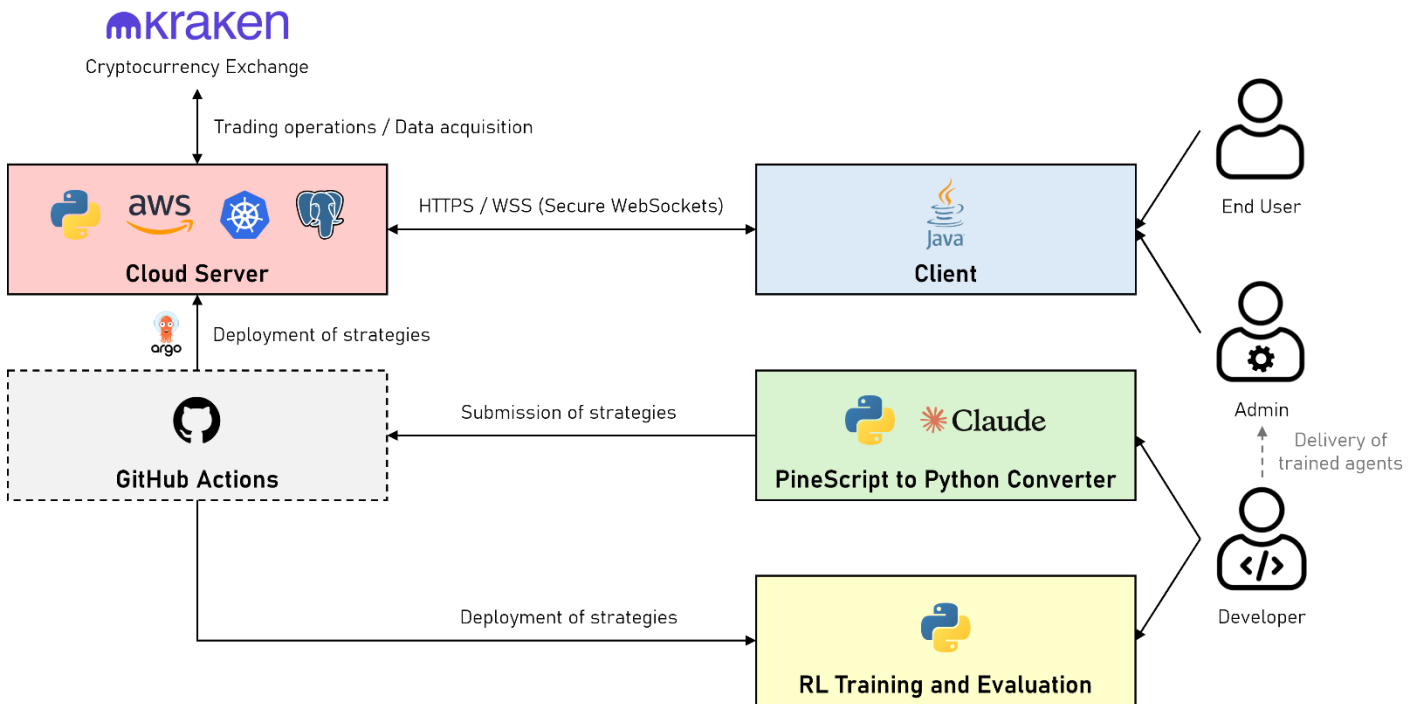 kraken
Cryptocurrency Exchange
Trading operations / Data acquisition
aws
Cloud Server
HTTPS / WSS (Secure WebSockets)
Java
Client
End User
argo
Deployment of strategies
GitHub Actions
Submission of strategies
Claude
PineScript to Python Converter
Admin
Delivery of
trained agents
</>
Developer
Deployment of strategies
RL Training and Evaluation